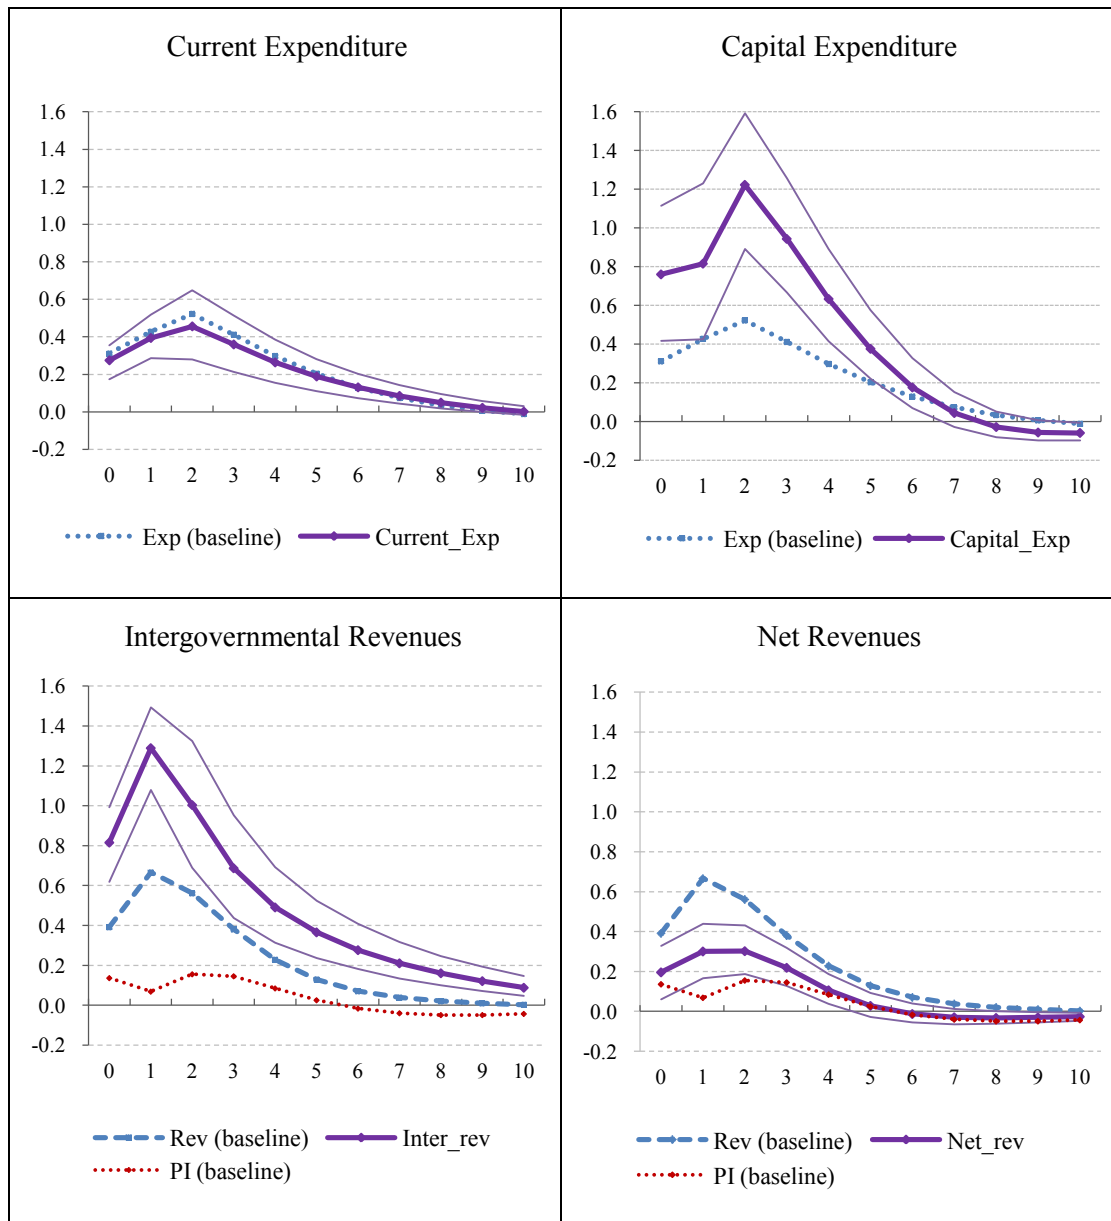 Current Expenditure
1.6
1.4
1.2
1.0
0.8
0.6
0.4
0.2
0.0
-0.2
0 1 2 3 4 5 6 7 8 9 10
Exp (baseline) Current_Exp
Capital Expenditure
1.6
1.4
1.2
1.0
0.8
0.6
0.4
0.2
0.0
-0.2
0 1 2 3 4 5 6 7 8 9 10
Exp (baseline) Capital_Exp
Intergovernmental Revenues
1.6
1.4
1.2
1.0
0.8
0.6
0.4
0.2
0.0
-0.2
0 1 2 3 4 5 6 7 8 9 10
Rev (baseline) Inter_rev
PI (baseline)
Net Revenues
1.6
1.4
1.2
1.0
0.8
0.6
0.4
0.2
0.0
-0.2
0 1 2 3 4 5 6 7 8 9 10
Rev (baseline) Net_rev
PI (baseline)